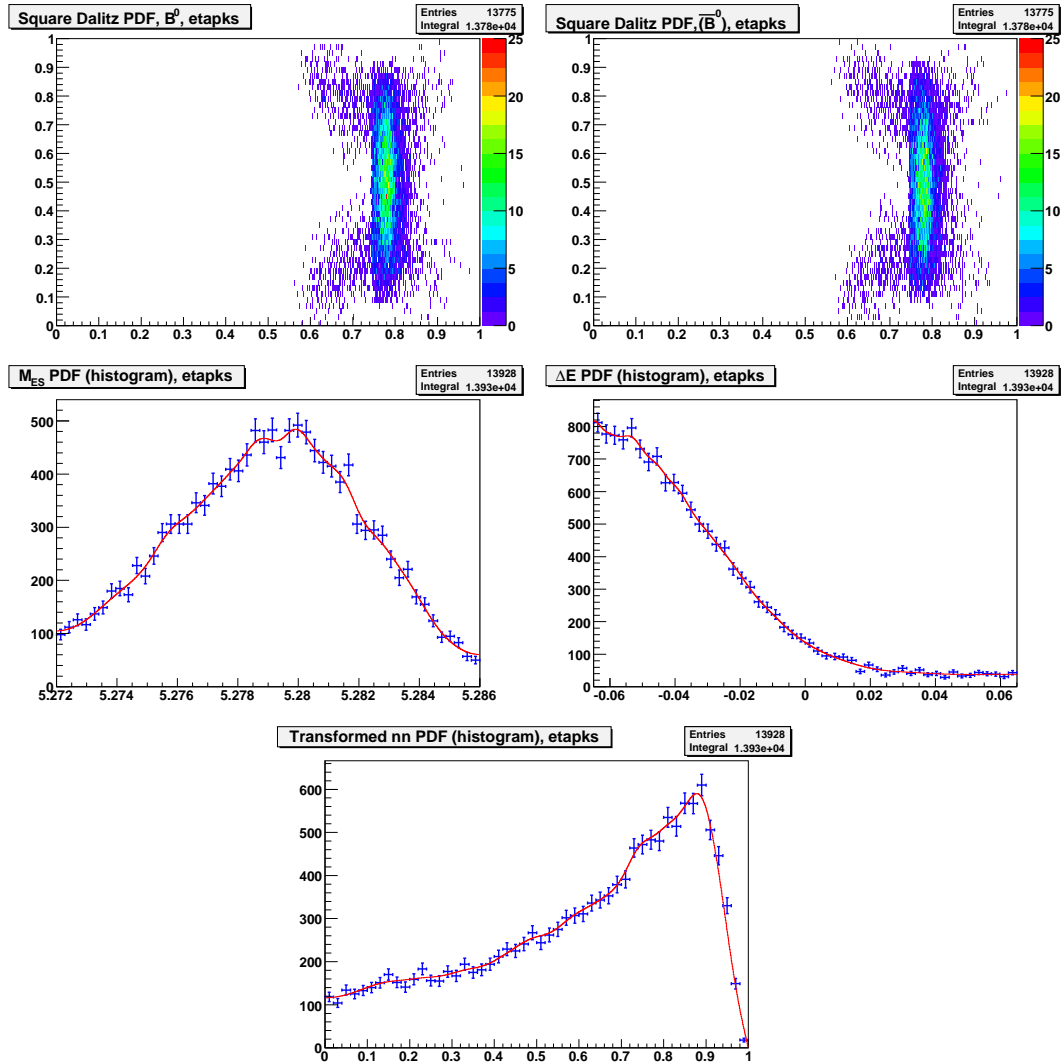 Square Dalitz PDF, B⁰, etapks
Entries 13775
Integral 1.378e+04
25
20
15
10
5
0
1
0.9
0.8
0.7
0.6
0.5
0.4
0.3
0.2
0.1
0
0 0.1 0.2 0.3 0.4 0.5 0.6 0.7 0.8 0.9 1
Square Dalitz PDF,(B̅⁰), etapks
Entries 13775
Integral 1.378e+04
25
20
15
10
5
0
1
0.9
0.8
0.7
0.6
0.5
0.4
0.3
0.2
0.1
0
0 0.1 0.2 0.3 0.4 0.5 0.6 0.7 0.8 0.9 1
M_ES PDF (histogram), etapks
Entries 13928
Integral 1.393e+04
500
400
300
200
100
0
5.272 5.274 5.276 5.278 5.28 5.282 5.284 5.286
ΔE PDF (histogram), etapks
Entries 13928
Integral 1.393e+04
800
700
600
500
400
300
200
100
0
-0.06 -0.04 -0.02 0 0.02 0.04 0.06
Transformed nn PDF (histogram), etapks
Entries 13928
Integral 1.393e+04
600
500
400
300
200
100
0
0 0.1 0.2 0.3 0.4 0.5 0.6 0.7 0.8 0.9 1